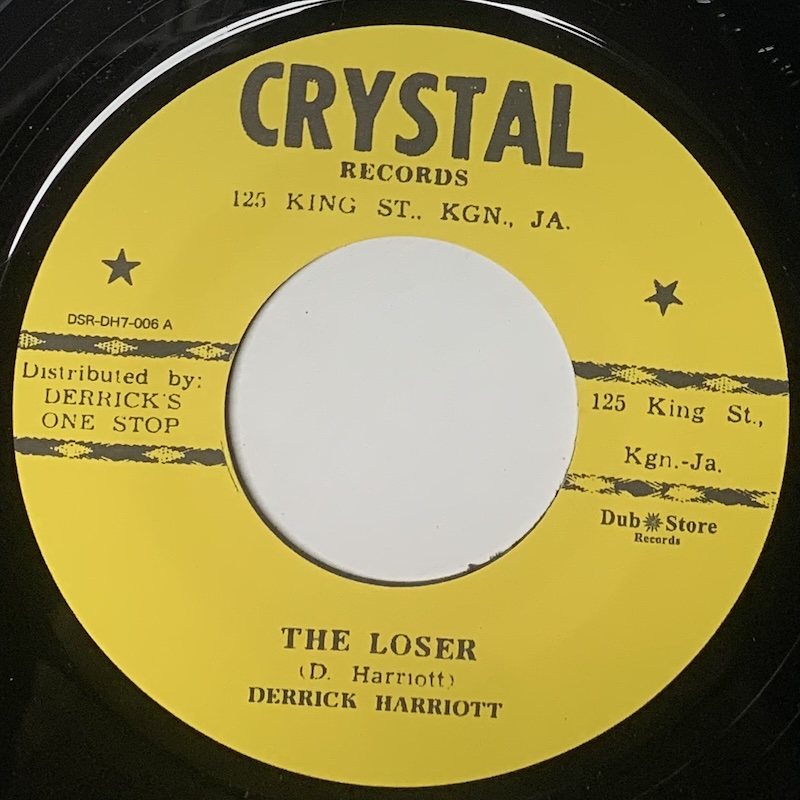 CRYSTAL
RECORDS
125 KING ST., KGN., JA.
DSR-DH7-006 A
Distributed by:
DERRICK'S
ONE STOP
125 King St.,
Kgn.-Ja.
Dub Store
Records
THE LOSER
(D. Harriott)
DERRICK HARRIOTT